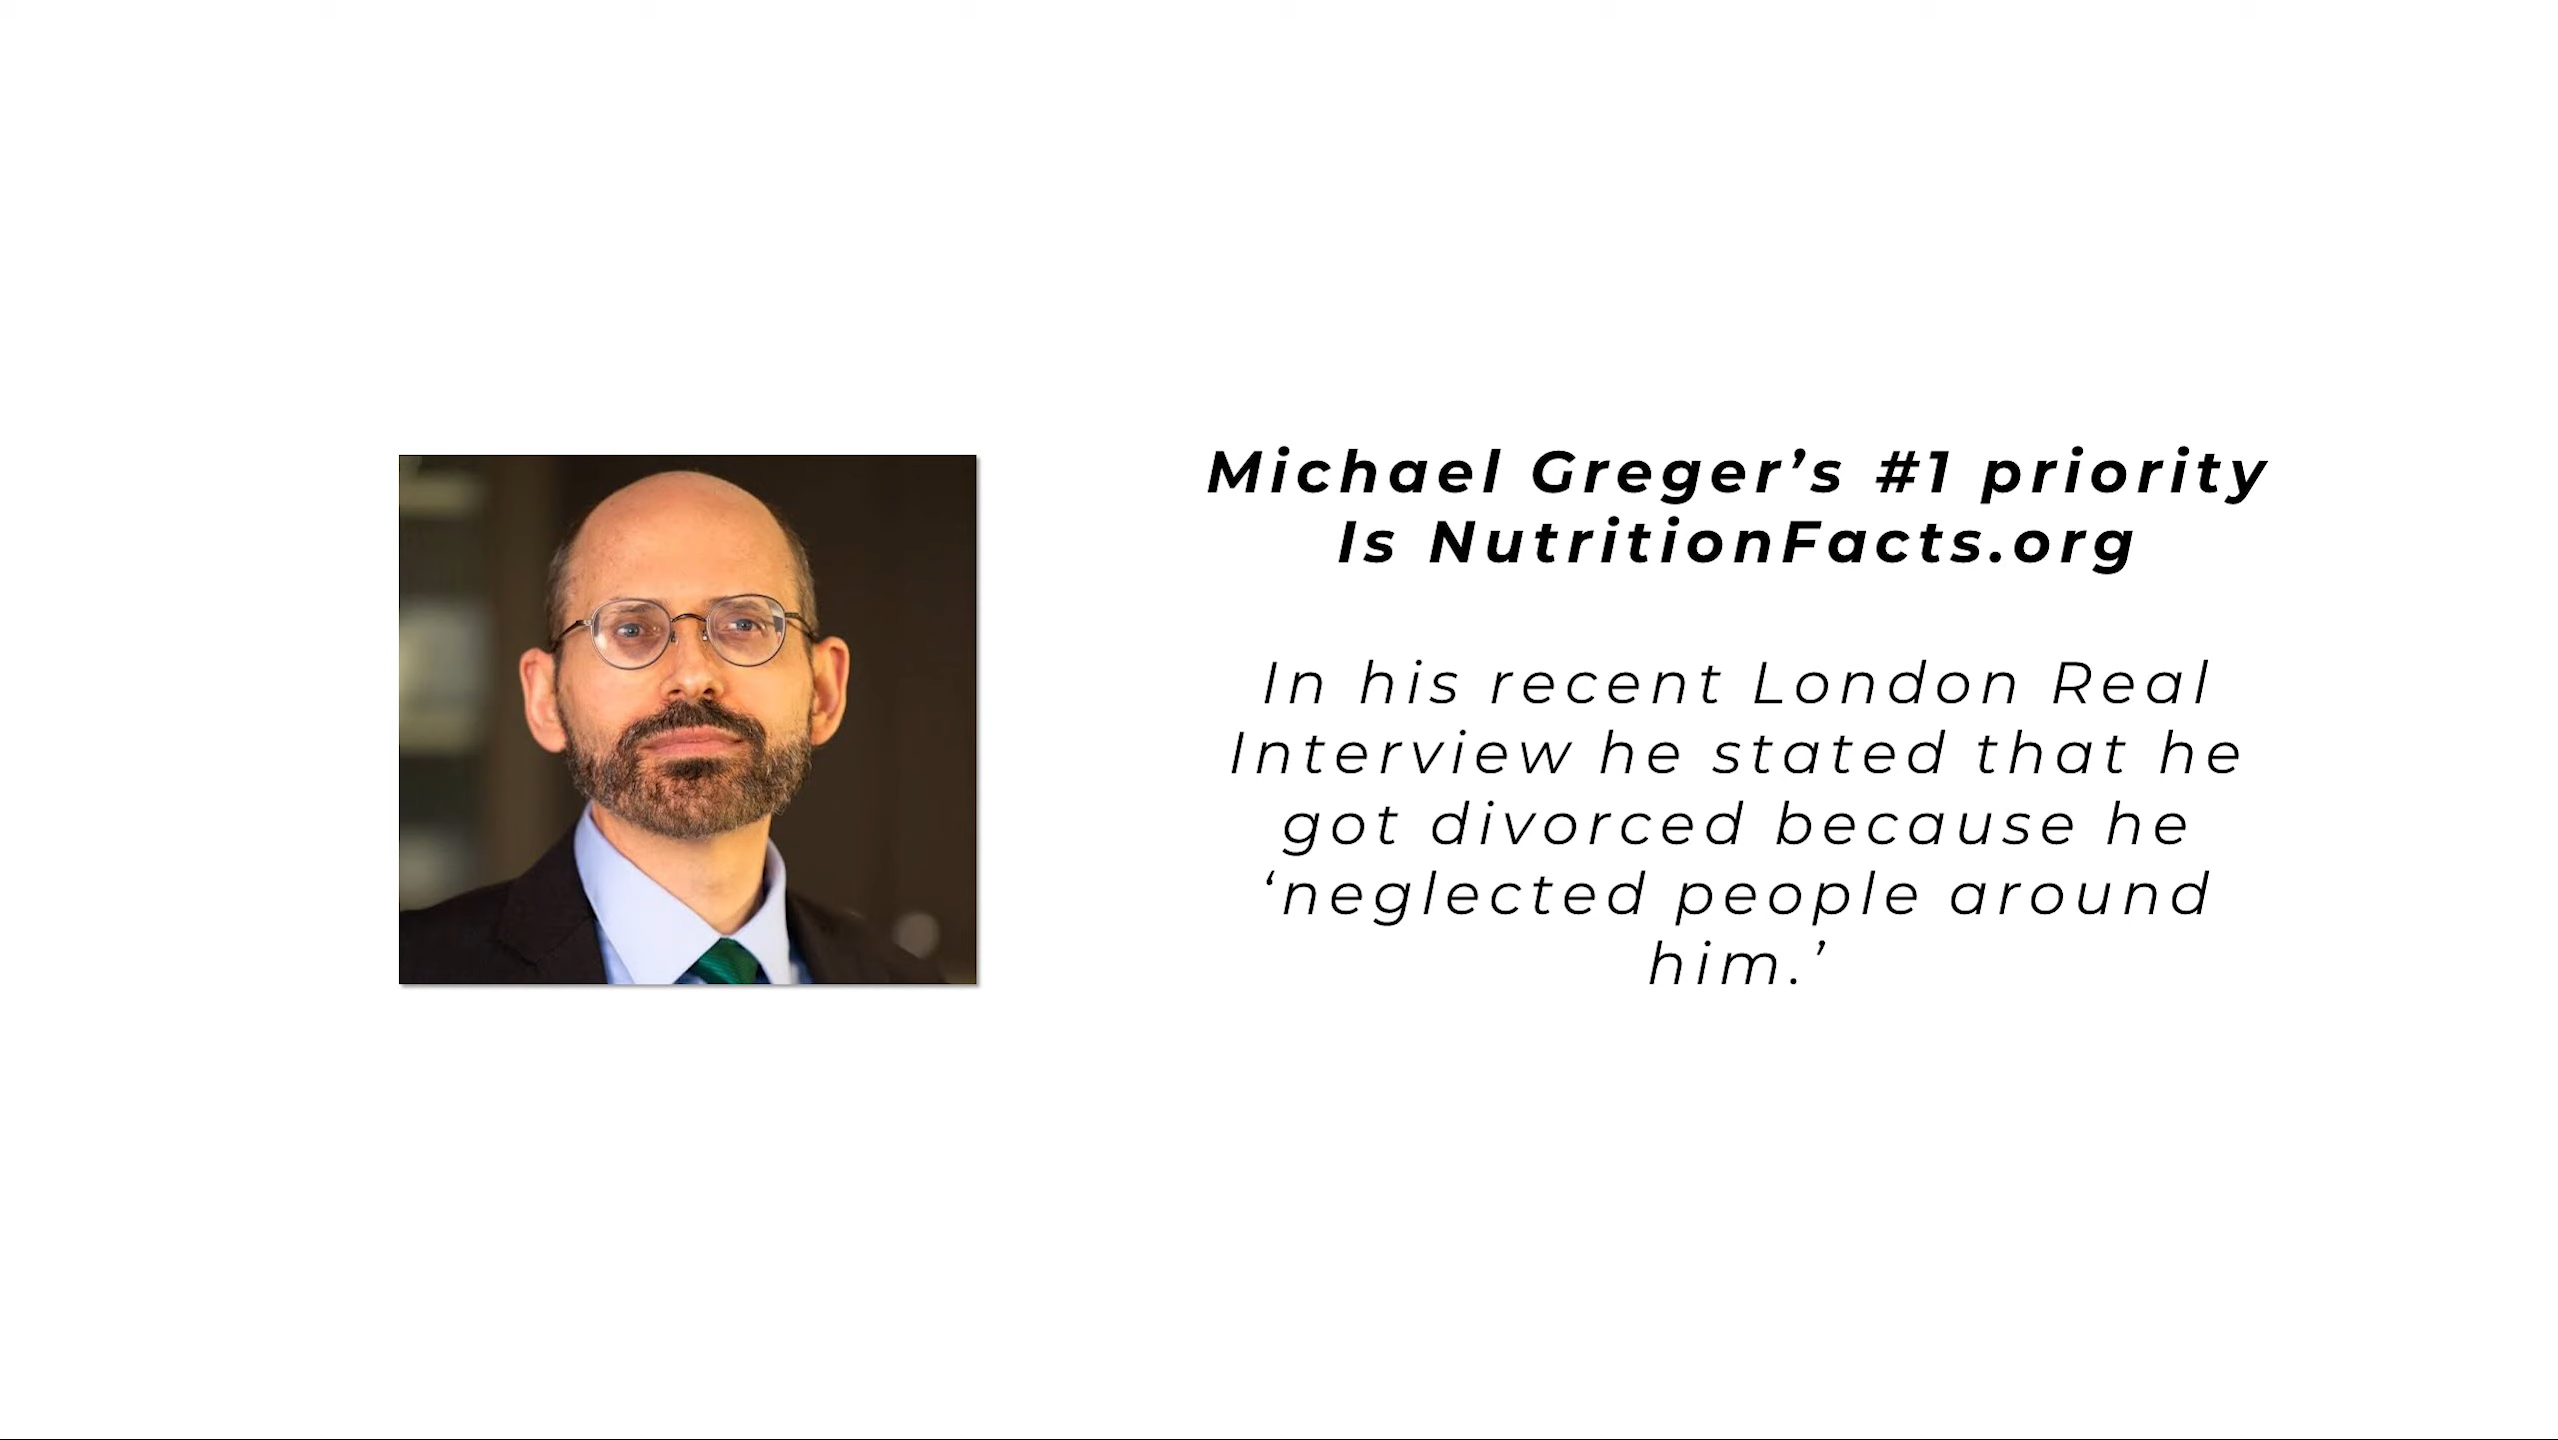 Michael Greger’s #1 priority
Is NutritionFacts.org
In his recent London Real
Interview he stated that he
got divorced because he
‘neglected people around
him.’